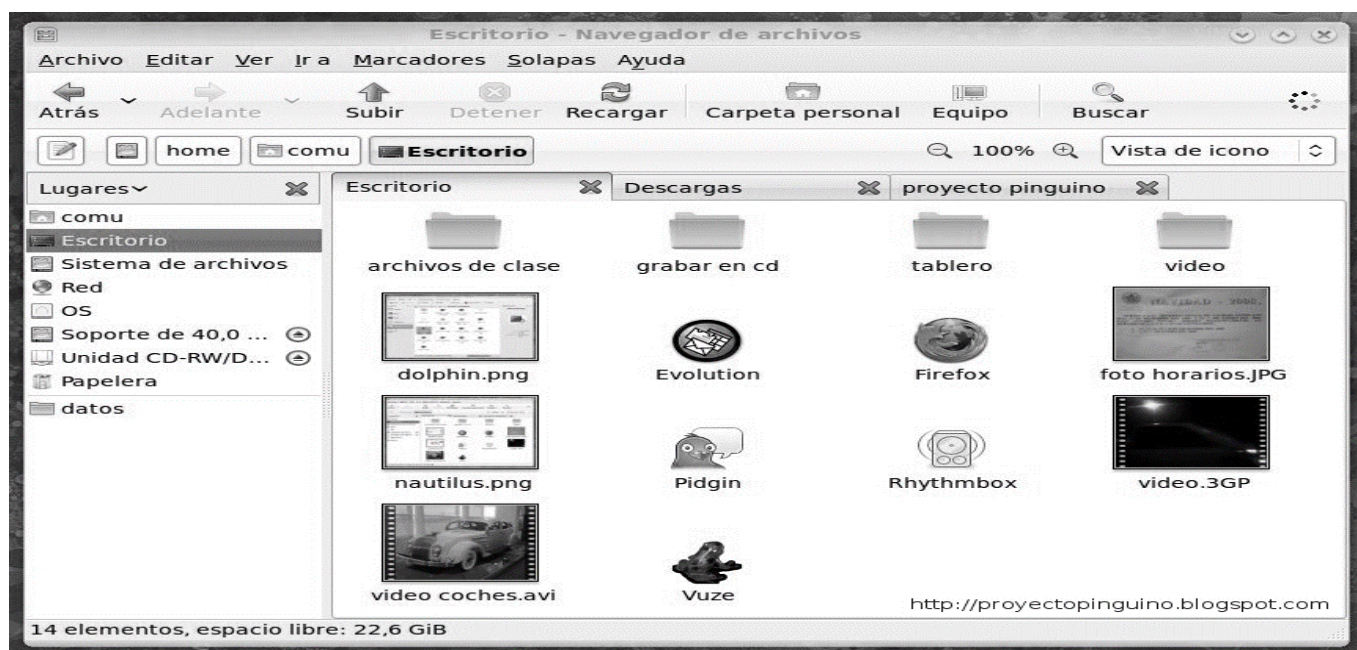 Escritorio - Navegador de archivos
Archivo Editar Ver Ir a Marcadores Solapas Ayuda
Atrás Adelante Subir Detener Recargar Carpeta personal Equipo Buscar
home comu Escritorio 100% Vista de icono
Lugares Escritorio Descargas proyecto pinguino
comu
Escritorio
Sistema de archivos
Red
OS
Soporte de 40,0 ...
Unidad CD-RW/D...
Papelera
datos
archivos de clase grabar en cd tablero video
dolphin.png Evolution Firefox foto horarios.JPG
nautilus.png Pidgin Rhythmbox video.3GP
video coches.avi Vuze
http://proyectopinguino.blogspot.com
14 elementos, espacio libre: 22,6 GiB